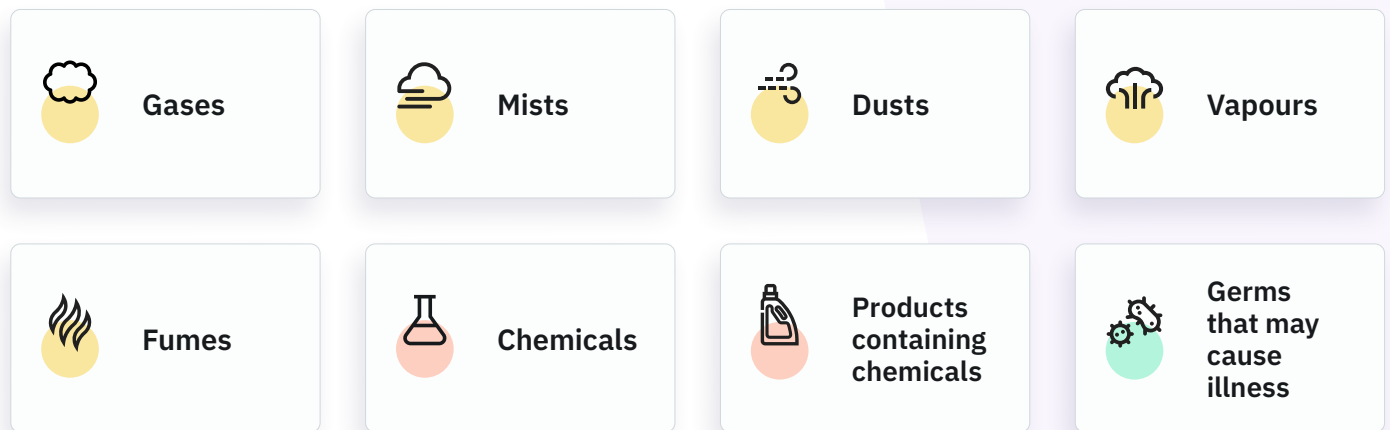 Gases
Mists
Dusts
Vapours
Fumes
Chemicals
Products
containing
chemicals
Germs
that may
cause
illness